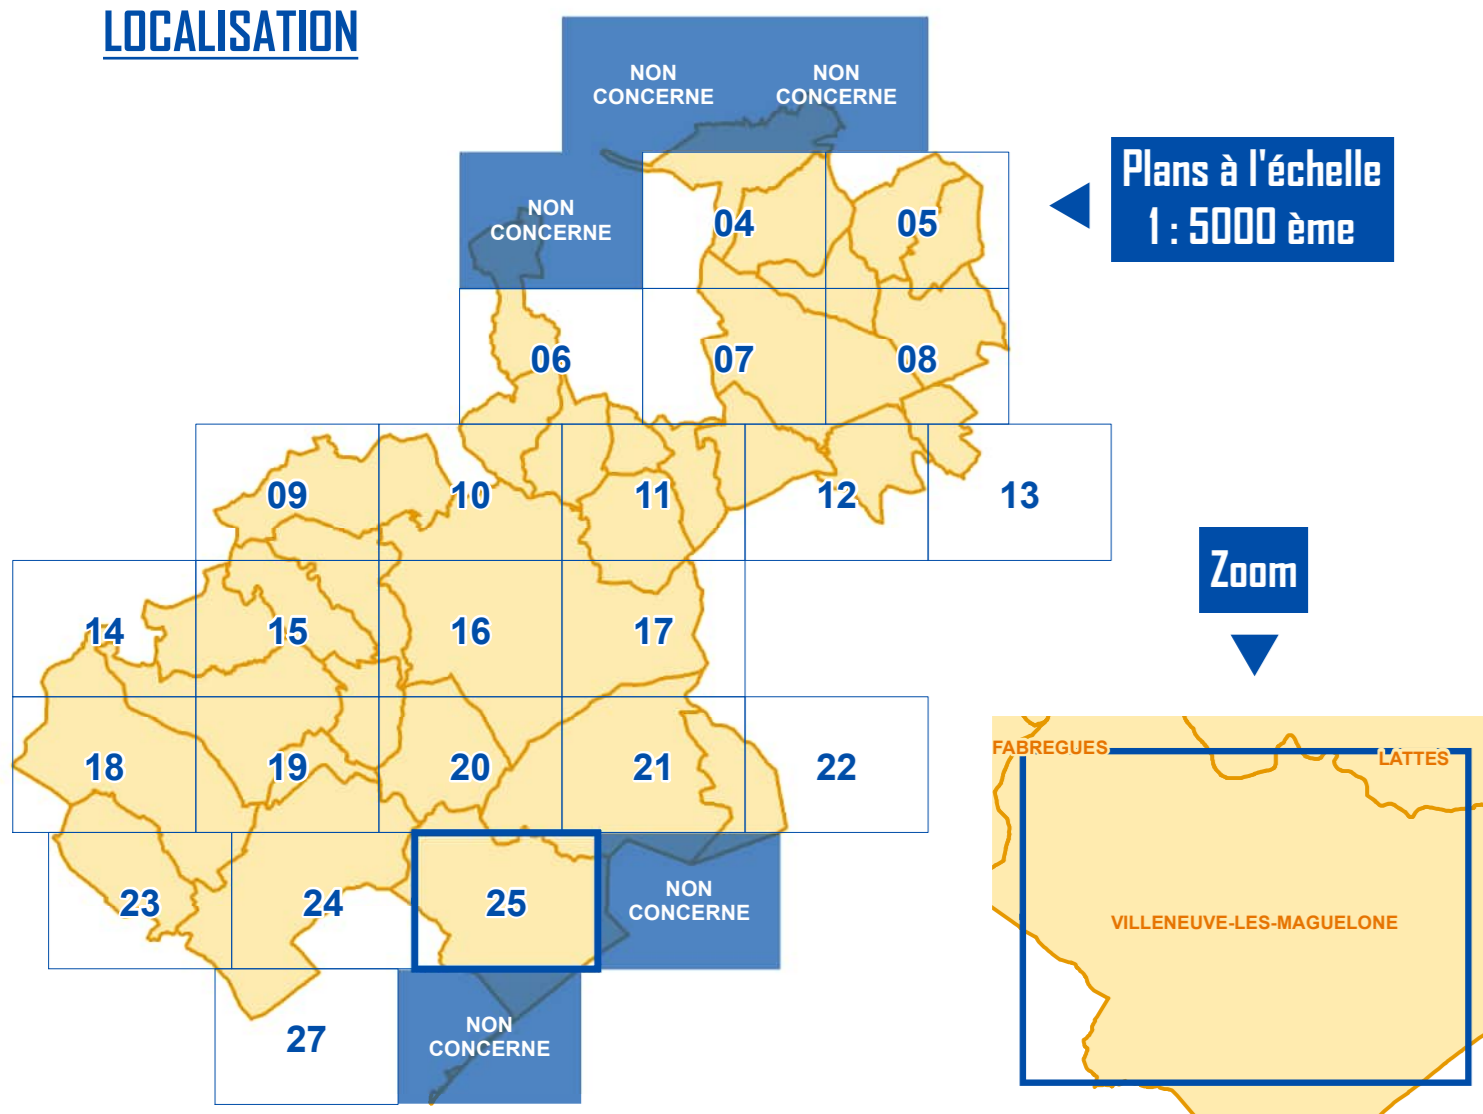 LOCALISATION
NON
CONCERNE
NON
CONCERNE
Plans à l'échelle
1 : 5000 ème
NON
CONCERNE
04
05
06
07
08
09
10
11
12
13
Zoom
14
15
16
17
18
19
20
21
22
FABREGUES
LATTES
VILLENEUVE-LES-MAGUELONE
23
24
25
NON
CONCERNE
27
NON
CONCERNE